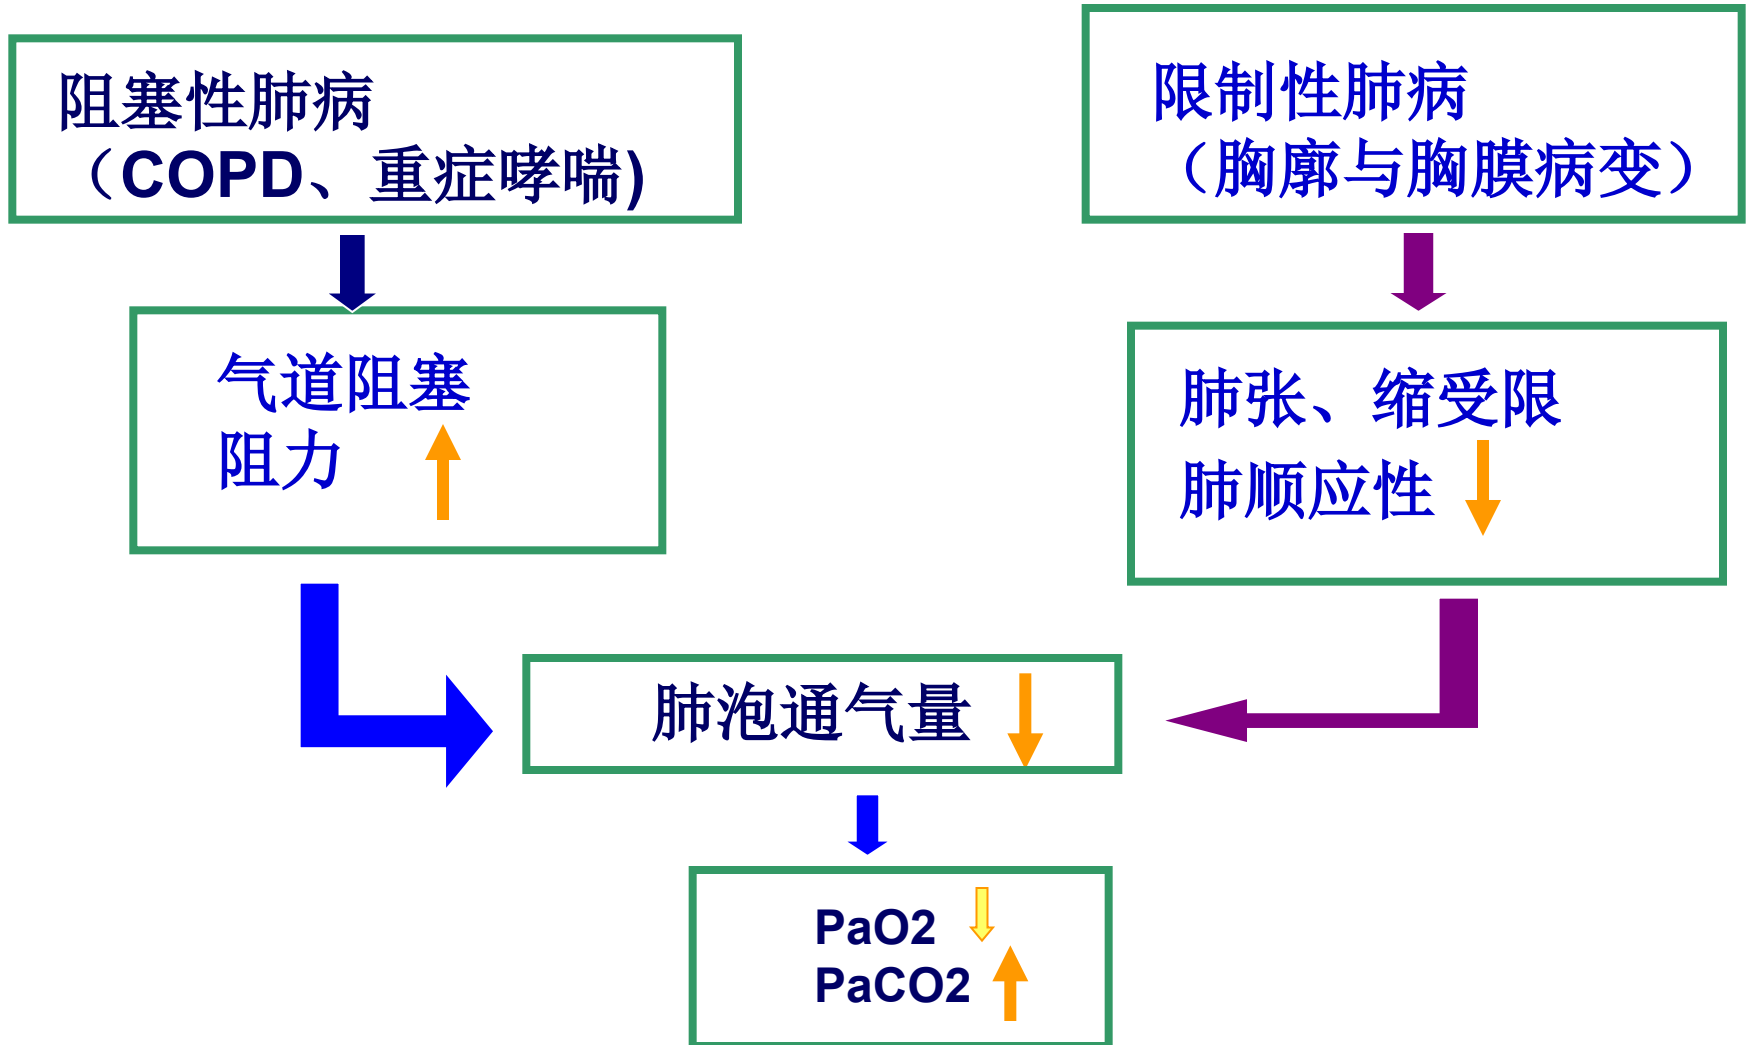 阻塞性肺病
（COPD、重症哮喘)
限制性肺病
（胸廓与胸膜病变）
气道阻塞
阻力
肺张、缩受限
肺顺应性
肺泡通气量
PaO2
PaCO2